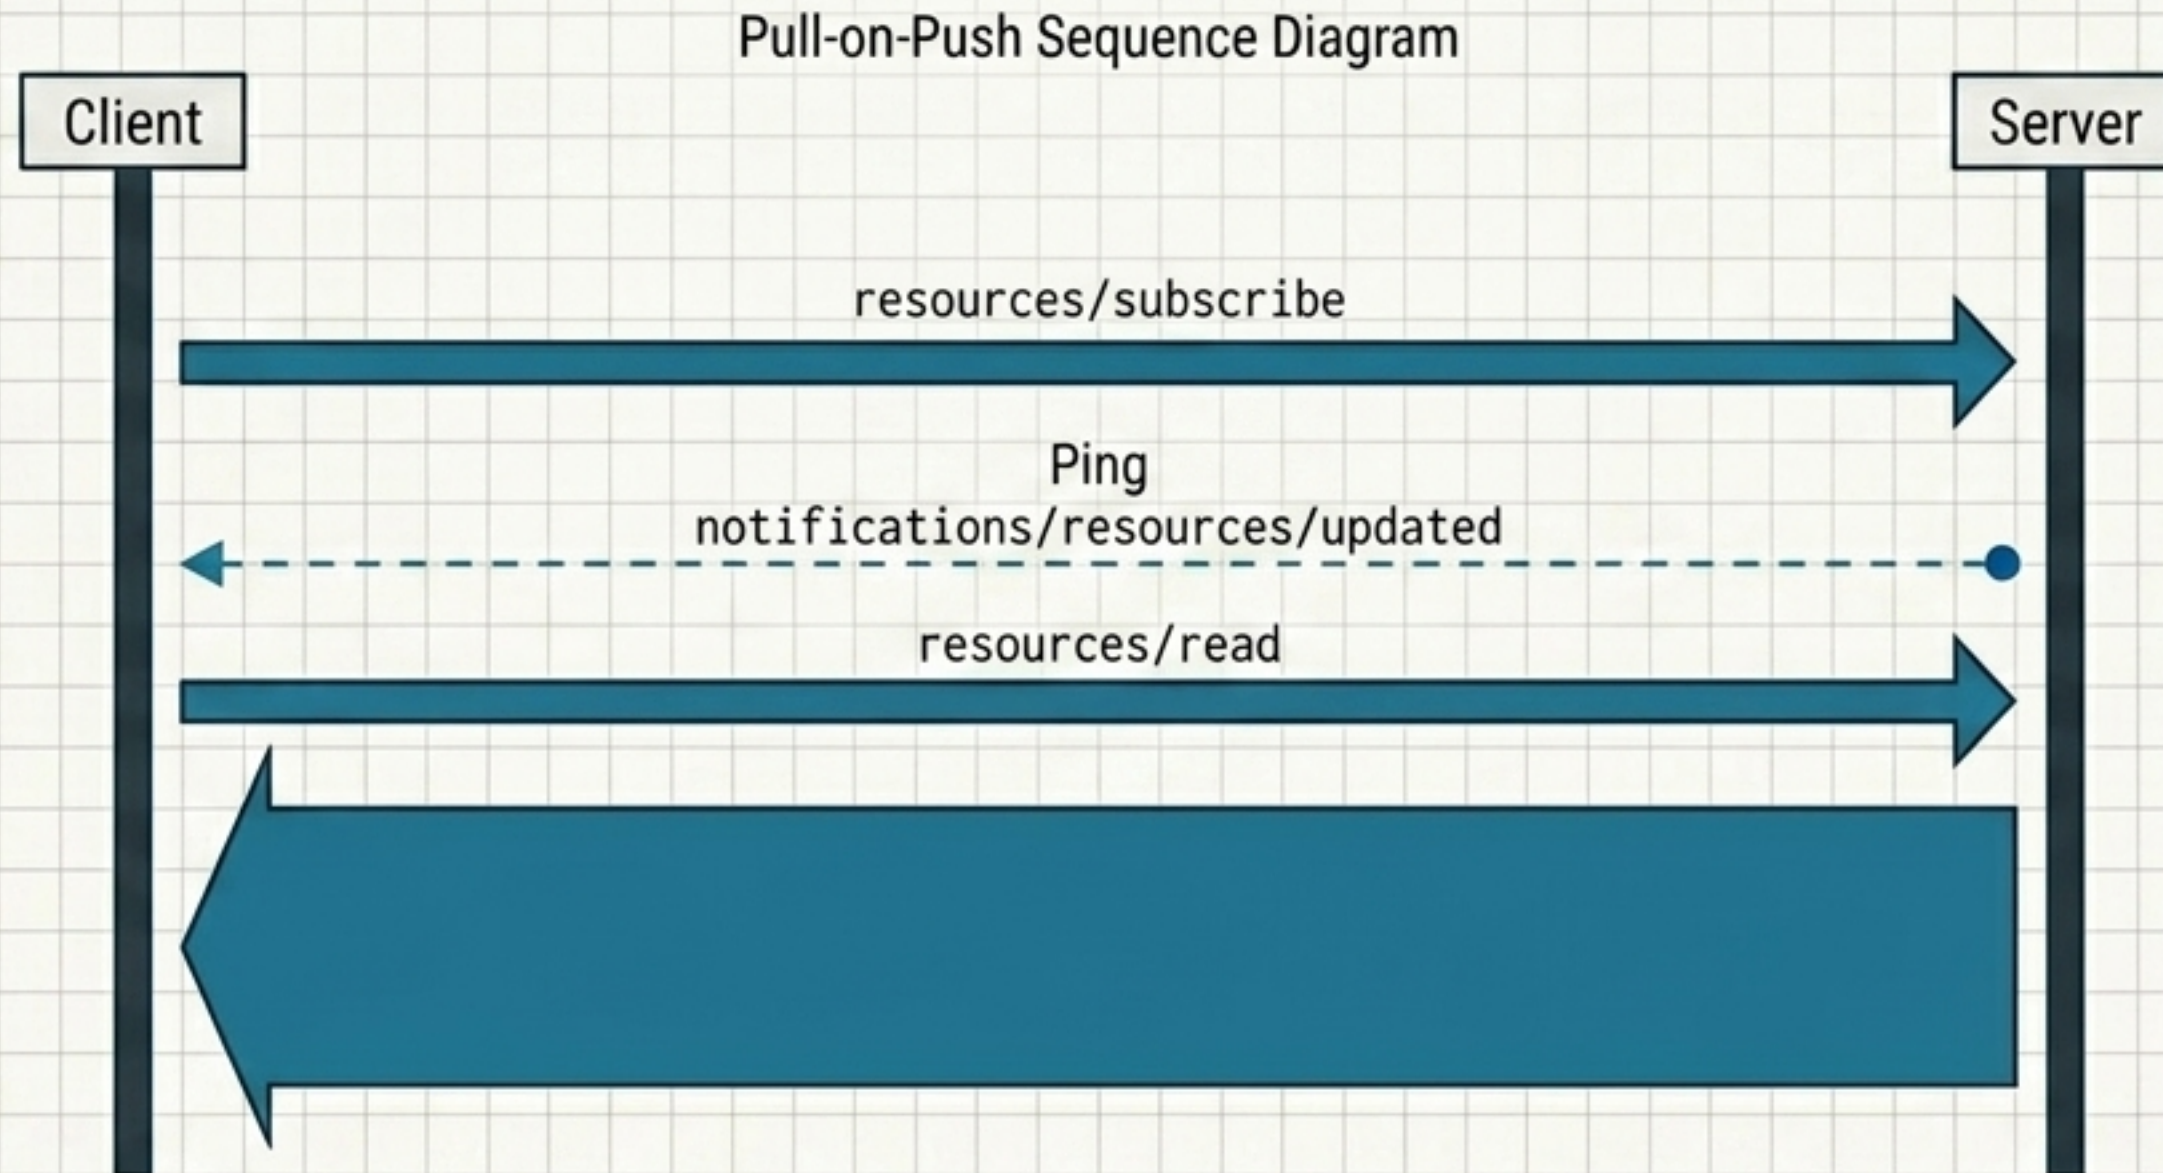 Pull-on-Push Sequence Diagram
Client
Server
resources/subscribe
Ping
notifications/resources/updated
resources/read